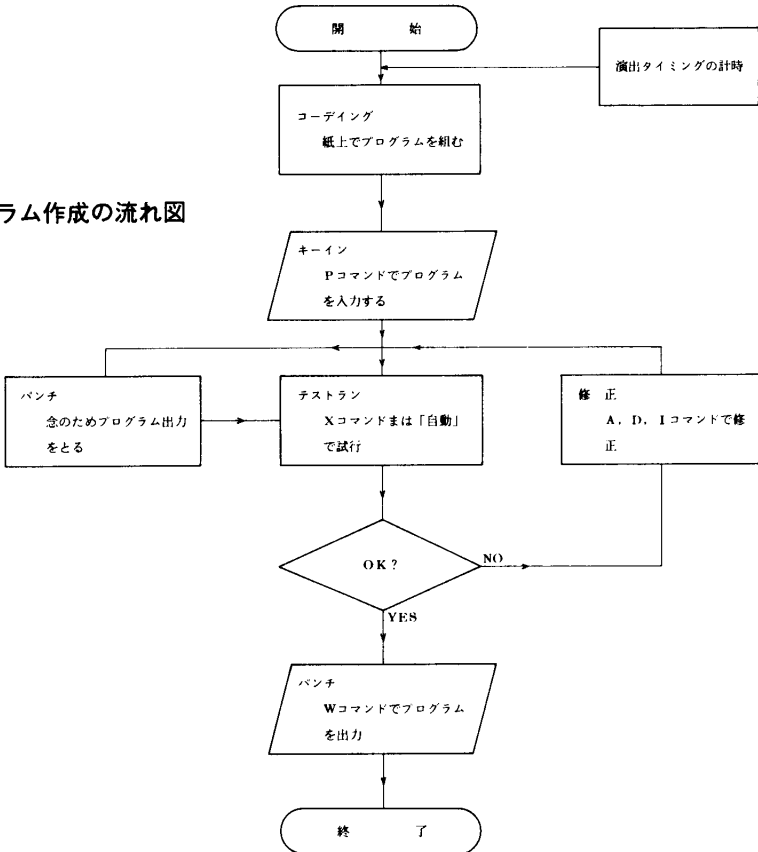 開 始
演出タイミングの計時
コーデイング
紙上でプログラムを組む
ラム作成の流れ図
キーイン
Pコマンドでプログラム
を入力する
パンチ
念のためプログラム出力
をとる
テストラン
Xコマンドまは「自動」
で試行
修 正
A，D，Iコマンドで修
正
OK？
NO
YES
パンチ
Wコマンドでプログラム
を出力
終 了